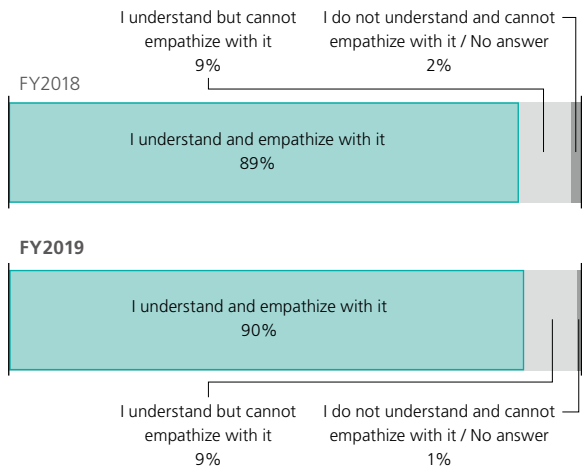 I understand but cannot
empathize with it
9%
I do not understand and cannot
empathize with it / No answer
2%
FY2018
I understand and empathize with it
89%
FY2019
I understand and empathize with it
90%
I understand but cannot
empathize with it
9%
I do not understand and cannot
empathize with it / No answer
1%